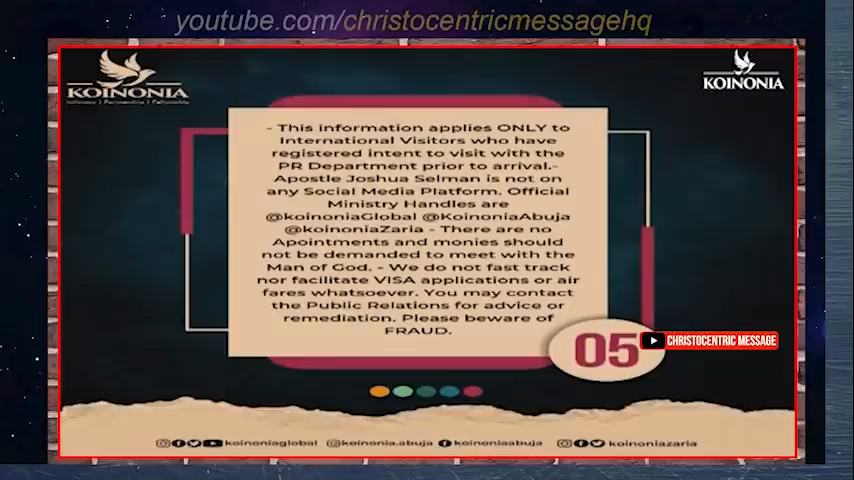 youtube.com/christocentricmessagehq
KOINONIA
Intimacy | Partnership | Fellowship
KOINONIA
- This information applies ONLY to
International Visitors who have
registered intent to visit with the
PR Department prior to arrival.-
Apostle Joshua Selman is not on
any Social Media Platform. Official
Ministry Handles are
@koinoniaGlobal @KoinoniaAbuja
@koinoniaZaria - There are no
Apointments and monies should
not be demanded to meet with the
Man of God. - We do not fast track
nor facilitate VISA applications or air
fares whatsoever. You may contact
the Public Relations for advice or
remediation. Please beware of
FRAUD.
05
CHRISTOCENTRIC MESSAGE
koinoniaglobal koinonia.abuja koinoniaabuja koinoniazaria